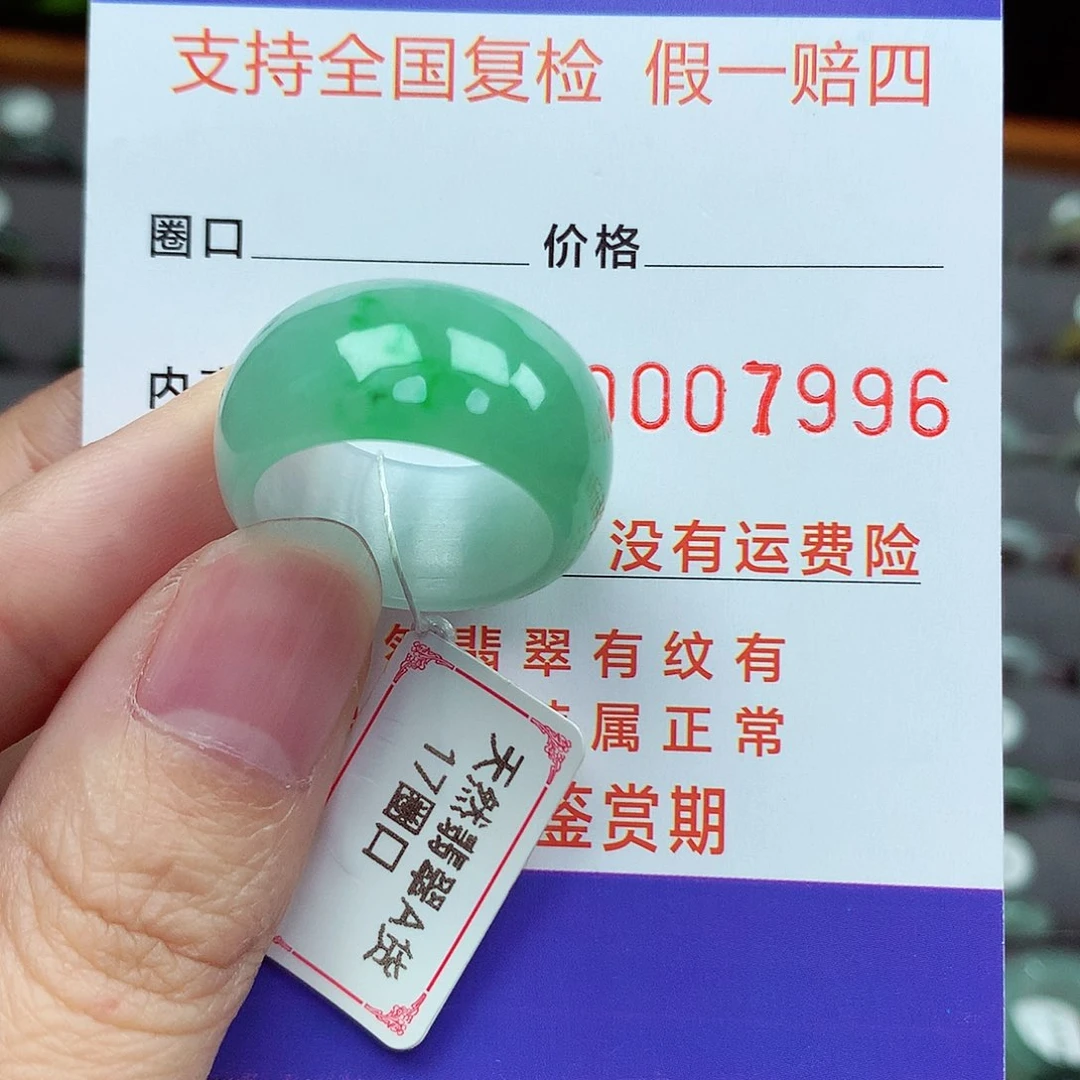 支持全国复检 假一赔四
圈口 价格
内 0007996
没有运费险
翡翠有纹有
属正常
鉴赏期
天然翡翠A货
17圈口